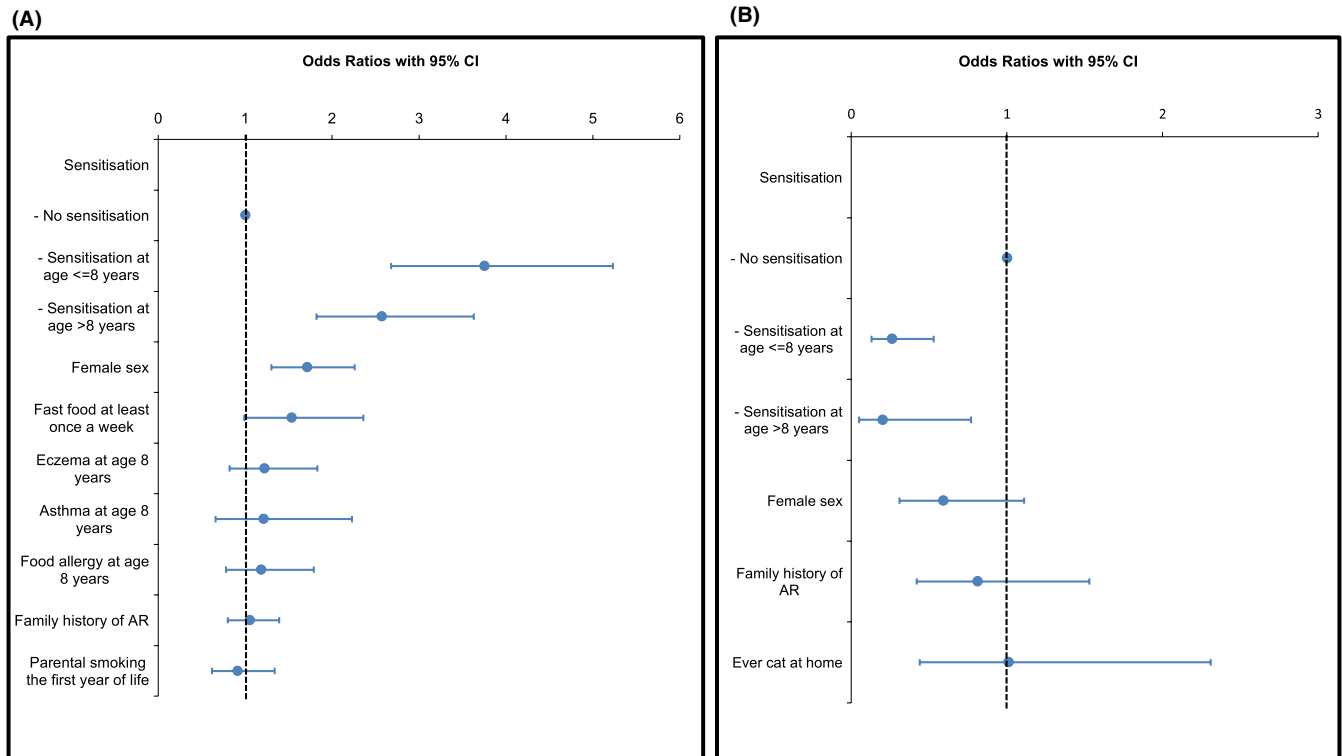 (A)
Odds Ratios with 95% CI
0 1 2 3 4 5 6
Sensitisation
- No sensitisation
- Sensitisation at
age <=8 years
- Sensitisation at
age >8 years
Female sex
Fast food at least
once a week
Eczema at age 8
years
Asthma at age 8
years
Food allergy at age
8 years
Family history of AR
Parental smoking
the first year of life
(B)
Odds Ratios with 95% CI
0 1 2 3
Sensitisation
- No sensitisation
- Sensitisation at
age <=8 years
- Sensitisation at
age >8 years
Female sex
Family history of
AR
Ever cat at home